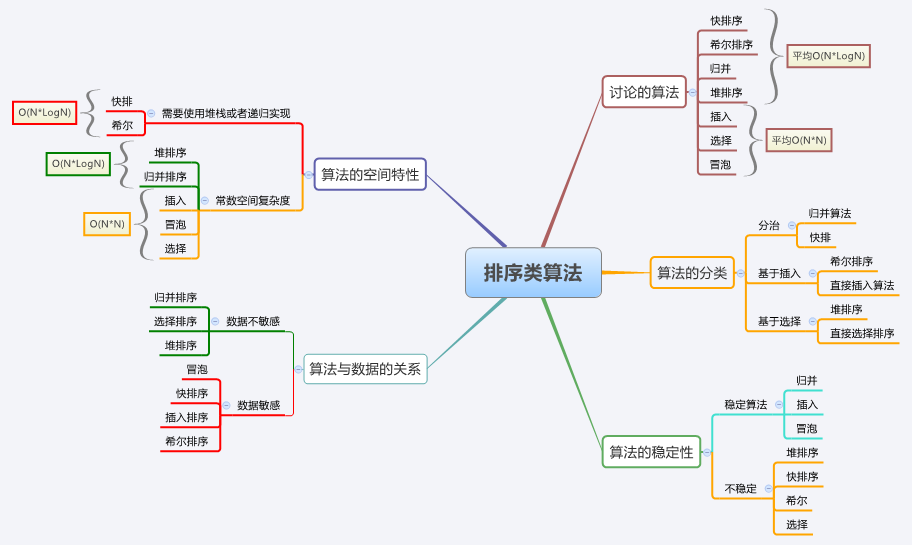 排序类算法
讨论的算法
快排序
希尔排序
归并
堆排序
平均O(N*LogN)
插入
选择
冒泡
平均O(N*N)
算法的分类
分治
归并算法
快排
基于插入
希尔排序
直接插入算法
基于选择
堆排序
直接选择排序
算法的稳定性
稳定算法
归并
插入
冒泡
不稳定
堆排序
快排序
希尔
选择
算法的空间特性
需要使用堆栈或者递归实现
快排
希尔
O(N*LogN)
常数空间复杂度
堆排序
归并排序
O(N*LogN)
插入
冒泡
选择
O(N*N)
算法与数据的关系
数据不敏感
归并排序
选择排序
堆排序
数据敏感
冒泡
快排序
插入排序
希尔排序